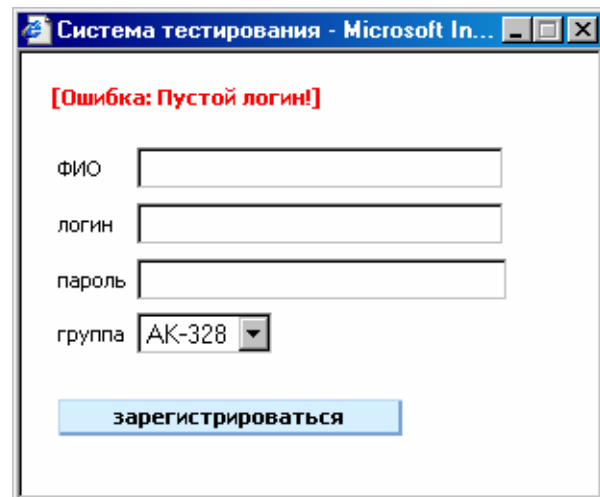 Система тестирования - Microsoft In...
[Ошибка: Пустой логин!]
ФИО
логин
пароль
группа АК-328
зарегистрироваться